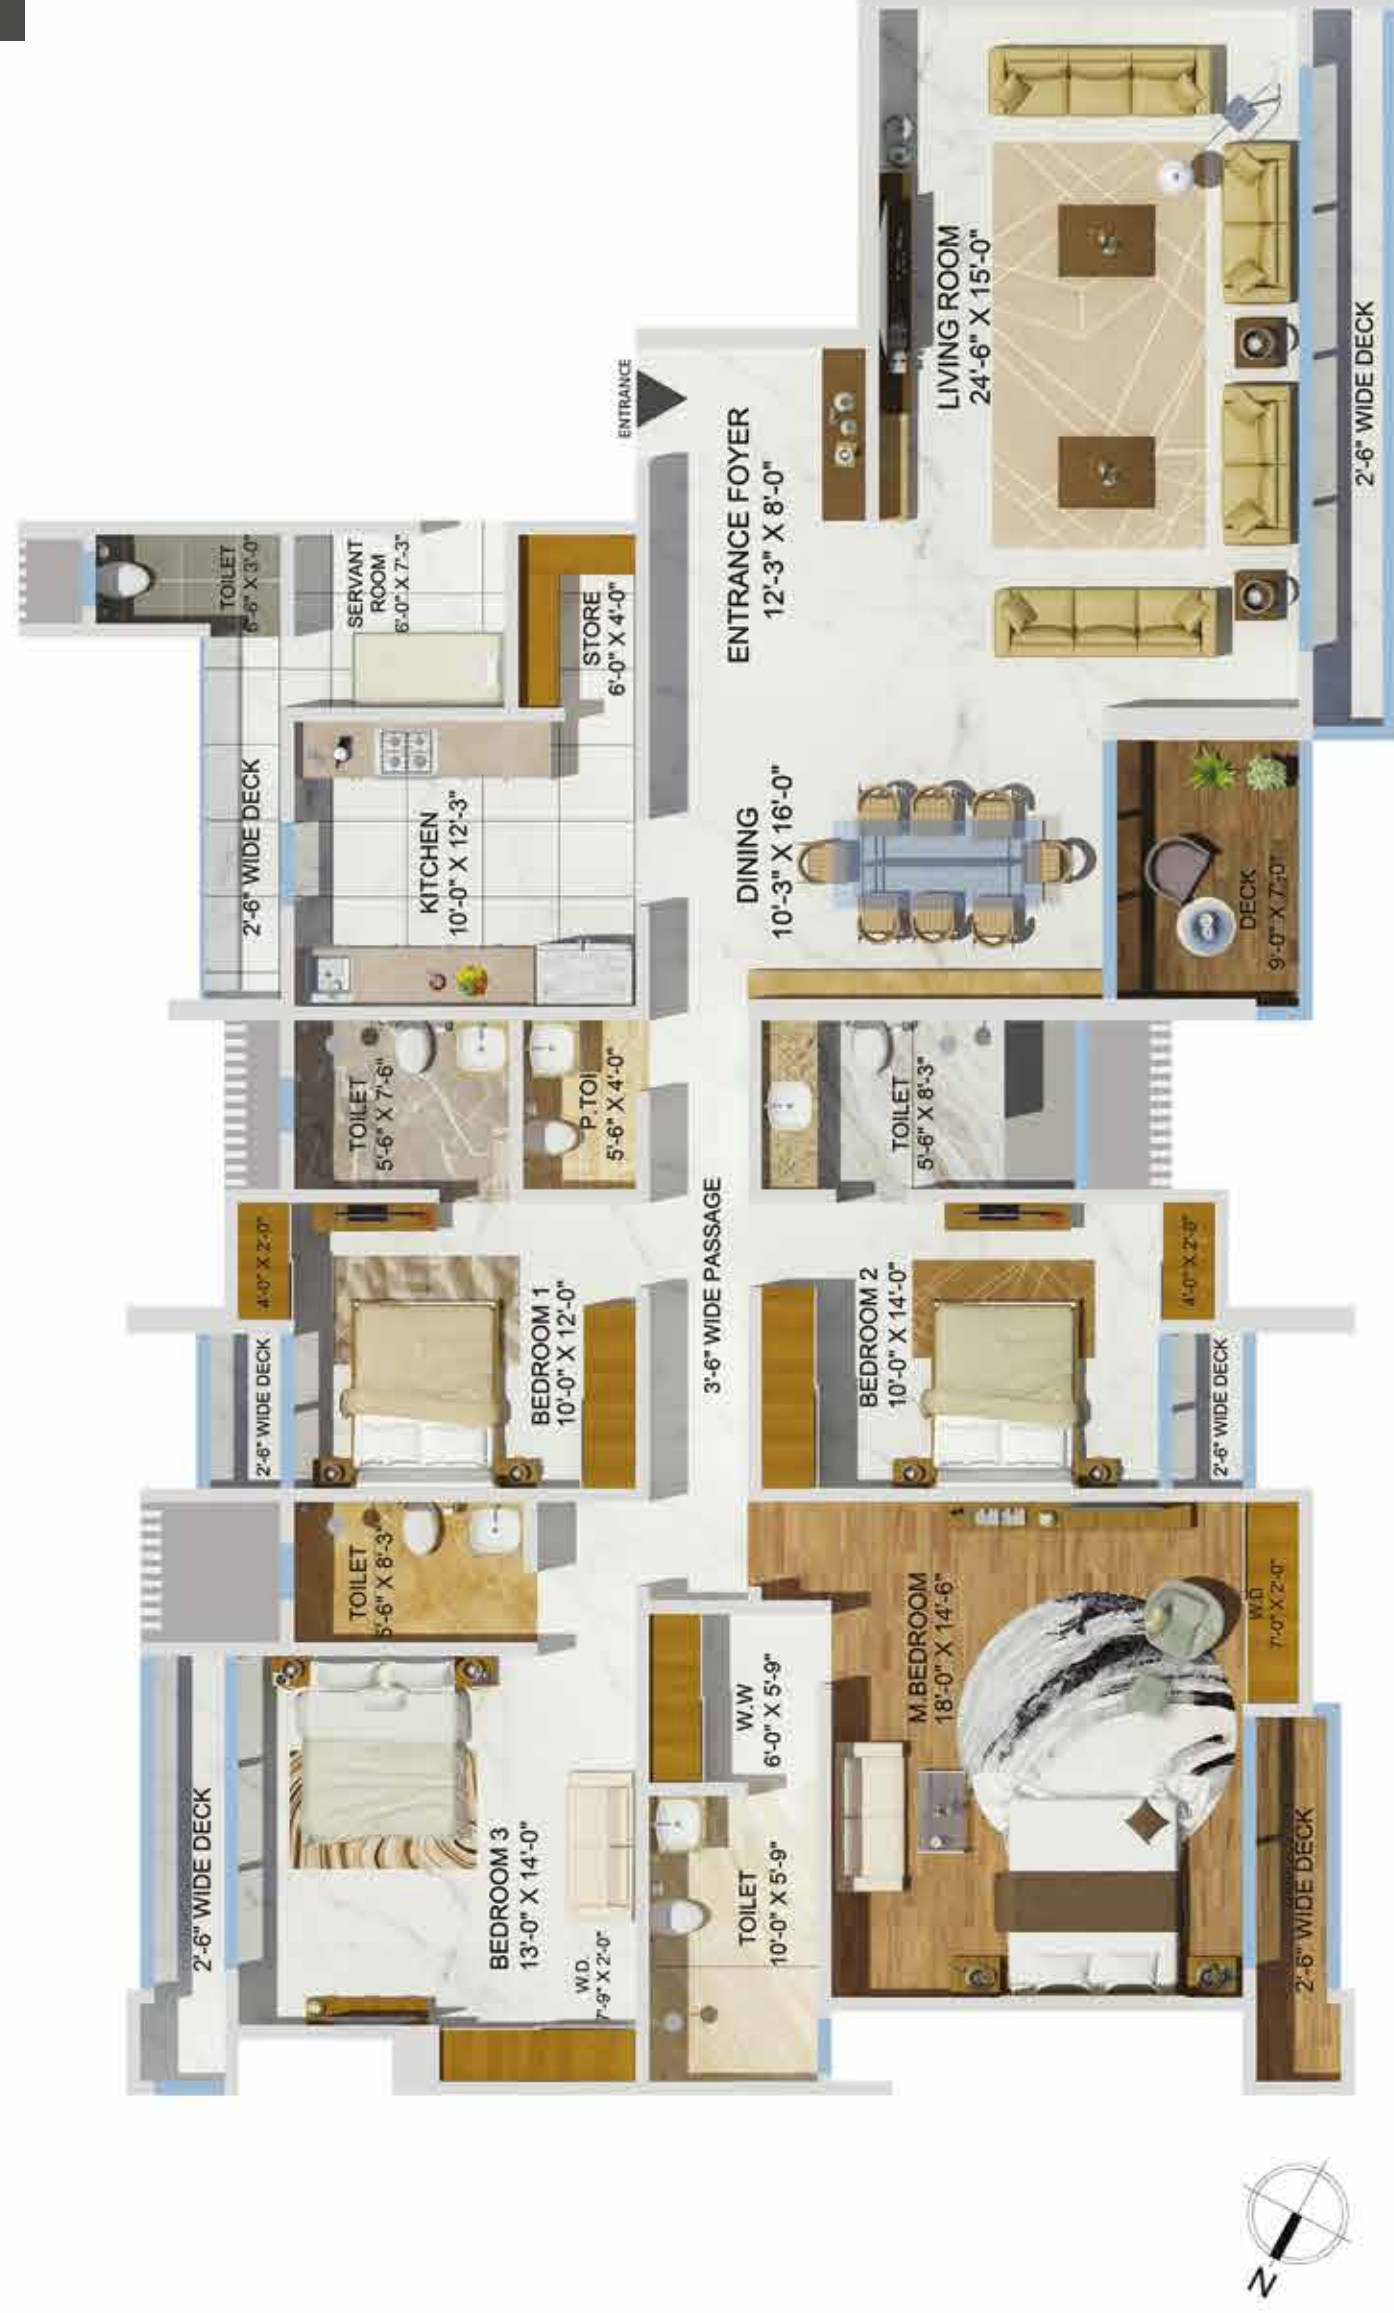 2'-6" WIDE DECK
TOILET
5'-6" X 8'-3"
BEDROOM 3
13'-0" X 14'-0"
W.D.
7'-9" X 2'-0"
2'-6" WIDE DECK
4'-0" X 2'-0"
BEDROOM 1
10'-0" X 12'-0"
TOILET
5'-6" X 7'-6"
P.TOI
5'-6" X 4'-0"
2'-6" WIDE DECK
KITCHEN
10'-0" X 12'-3"
TOILET
6'-6" X 3'-0"
SERVANT
ROOM
6'-0" X 7'-3"
STORE
6'-0" X 4'-0"
ENTRANCE
3'-6" WIDE PASSAGE
TOILET
10'-0" X 5'-9"
W.W
6'-0" X 5'-9"
M.BEDROOM
18'-0" X 14'-6"
W.D
7'-0" X 2'-0"
2'-6" WIDE DECK
BEDROOM 2
10'-0" X 14'-0"
4'-0" X 2'-0"
2'-6" WIDE DECK
TOILET
5'-6" X 8'-3"
DINING
10'-3" X 16'-0"
ENTRANCE FOYER
12'-3" X 8'-0"
DECK
9'-0" X 7'-0"
LIVING ROOM
24'-6" X 15'-0"
2'-6" WIDE DECK
N